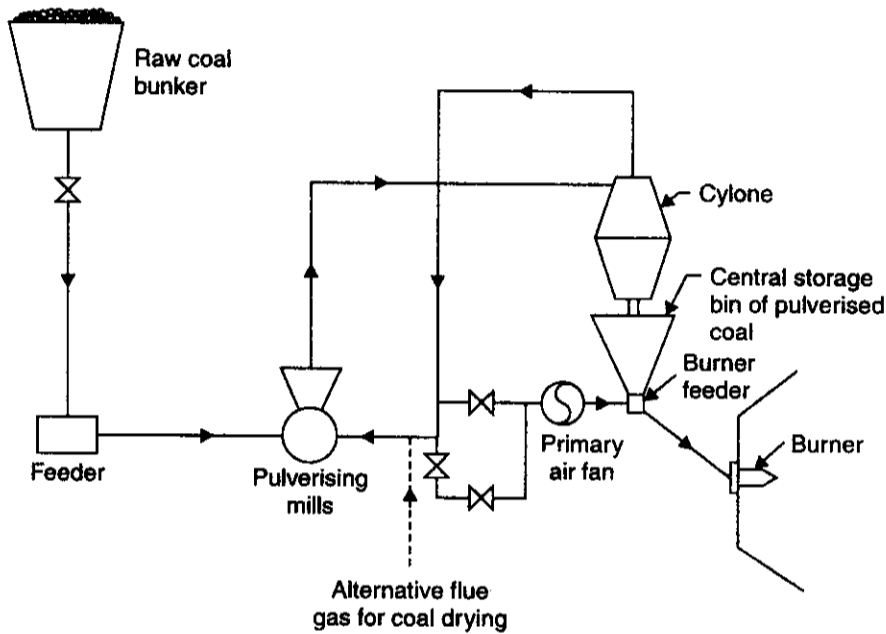 Raw coal
bunker
Cylone
Central storage
bin of pulverised
coal
Burner
feeder
Burner
Primary
air fan
Feeder
Pulverising
mills
Alternative flue
gas for coal drying